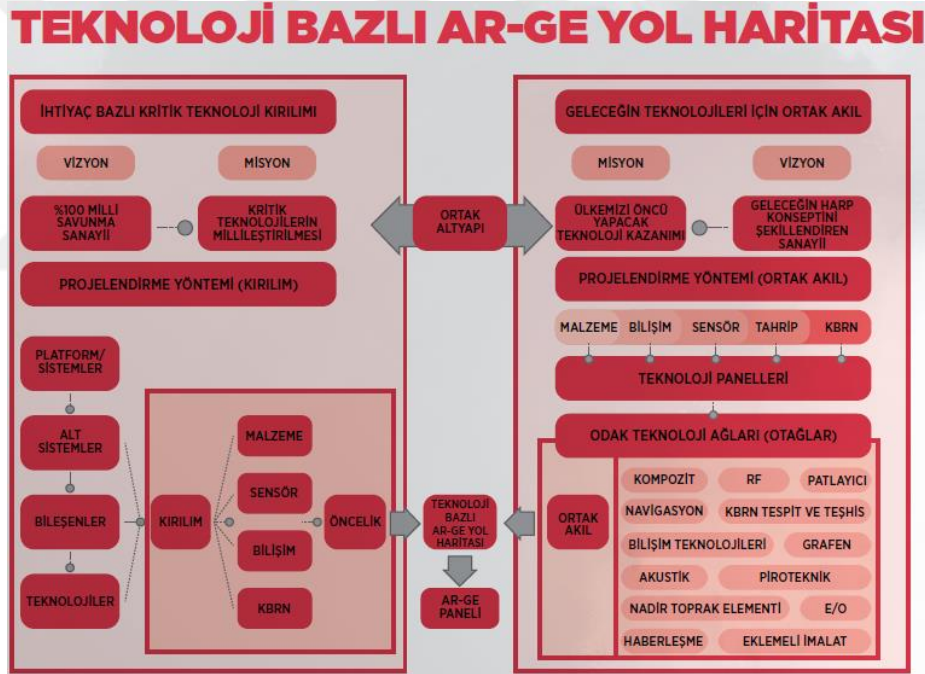 TEKNOLOJİ BAZLI AR-GE YOL HARİTASI
İHTİYAÇ BAZLI KRİTİK TEKNOLOJİ KIRILIMI
VİZYON
MİSYON
%100 MİLLİ
SAVUNMA
SANAYİİ
KRİTİK
TEKNOLOJİLERİN
MİLLİLEŞTİRİLMESİ
PROJELENDİRME YÖNTEMİ (KIRILIM)
PLATFORM/
SİSTEMLER
ALT
SİSTEMLER
BİLEŞENLER
TEKNOLOJİLER
KIRILIM
MALZEME
SENSÖR
BİLİŞİM
KBRN
ÖNCELİK
ORTAK
ALTYAPI
TEKNOLOJİ
BAZLI
AR-GE YOL
HARİTASI
AR-GE
PANELİ
GELECEĞİN TEKNOLOJİLERİ İÇİN ORTAK AKIL
MİSYON
VİZYON
ÜLKEMİZİ ÖNCÜ
YAPACAK
TEKNOLOJİ KAZANIMI
GELECEĞİN HARP
KONSEPTİNİ
ŞEKİLLENDİREN
SANAYİİ
PROJELENDİRME YÖNTEMİ (ORTAK AKIL)
MALZEME BİLİŞİM SENSÖR TAHRİP KBRN
TEKNOLOJİ PANELLERİ
ODAK TEKNOLOJİ AĞLARI (OTAĞLAR)
ORTAK
AKIL
KOMPOZİT RF PATLAYICI
NAVİGASYON KBRN TESPİT VE TEŞHİS
BİLİŞİM TEKNOLOJİLERİ GRAFEN
AKUSTİK PİROTEKNİK
NADİR TOPRAK ELEMENTİ E/O
HABERLEŞME EKLEMELİ İMALAT